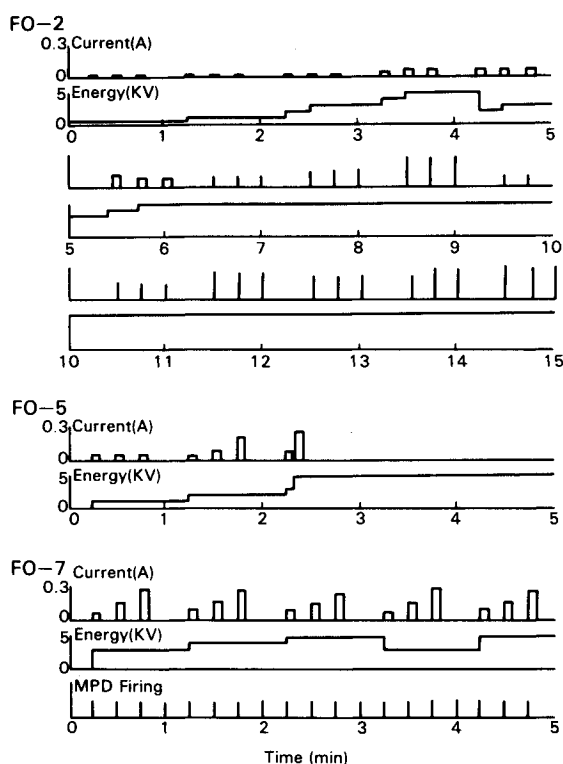 FO-2
0.3 Current(A)
0
5 Energy(KV)
0
0 1 2 3 4 5
5 6 7 8 9 10
10 11 12 13 14 15
FO-5
0.3 Current(A)
0
5 Energy(KV)
0
0 1 2 3 4 5
FO-7
0.3 Current(A)
0
5 Energy(KV)
0
MPD Firing
0 1 2 3 4 5
Time (min)